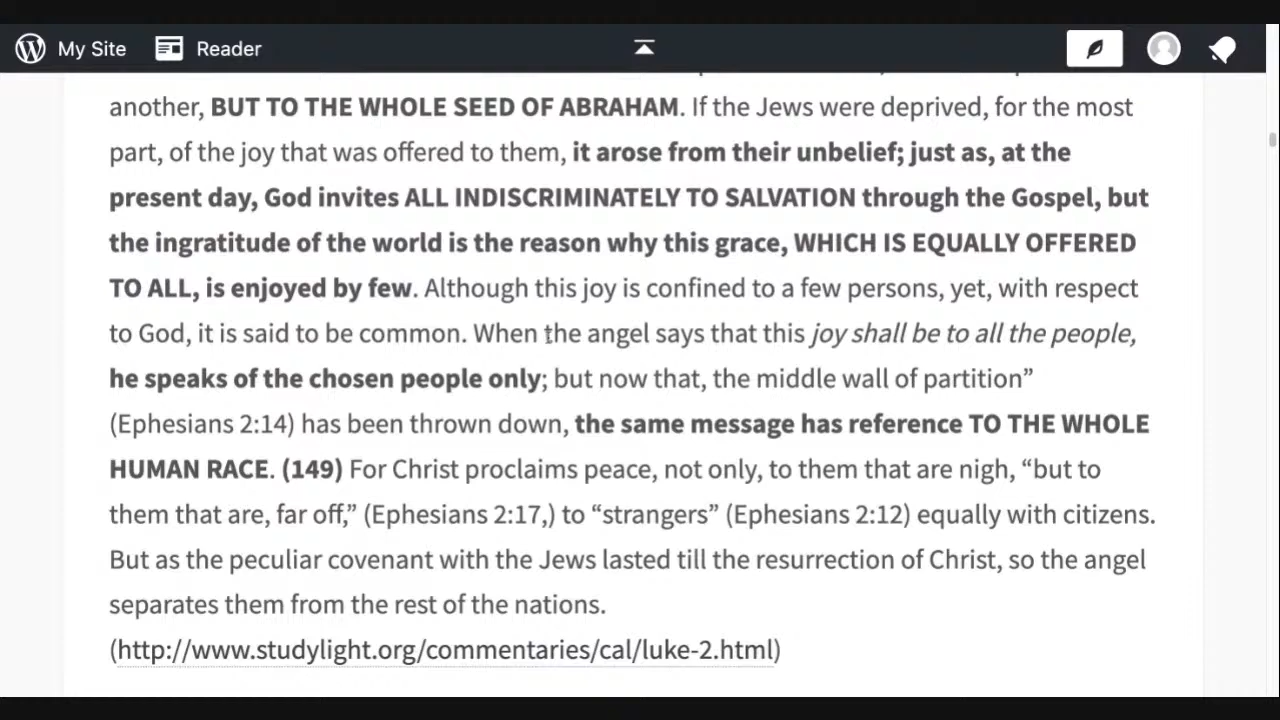 My Site
Reader
another, BUT TO THE WHOLE SEED OF ABRAHAM. If the Jews were deprived, for the most
part, of the joy that was offered to them, it arose from their unbelief; just as, at the
present day, God invites ALL INDISCRIMINATELY TO SALVATION through the Gospel, but
the ingratitude of the world is the reason why this grace, WHICH IS EQUALLY OFFERED
TO ALL, is enjoyed by few. Although this joy is confined to a few persons, yet, with respect
to God, it is said to be common. When the angel says that this joy shall be to all the people,
he speaks of the chosen people only; but now that, the middle wall of partition”
(Ephesians 2:14) has been thrown down, the same message has reference TO THE WHOLE
HUMAN RACE. (149) For Christ proclaims peace, not only, to them that are nigh, “but to
them that are, far off,” (Ephesians 2:17,) to “strangers” (Ephesians 2:12) equally with citizens.
But as the peculiar covenant with the Jews lasted till the resurrection of Christ, so the angel
separates them from the rest of the nations.
(http://www.studylight.org/commentaries/cal/luke-2.html)